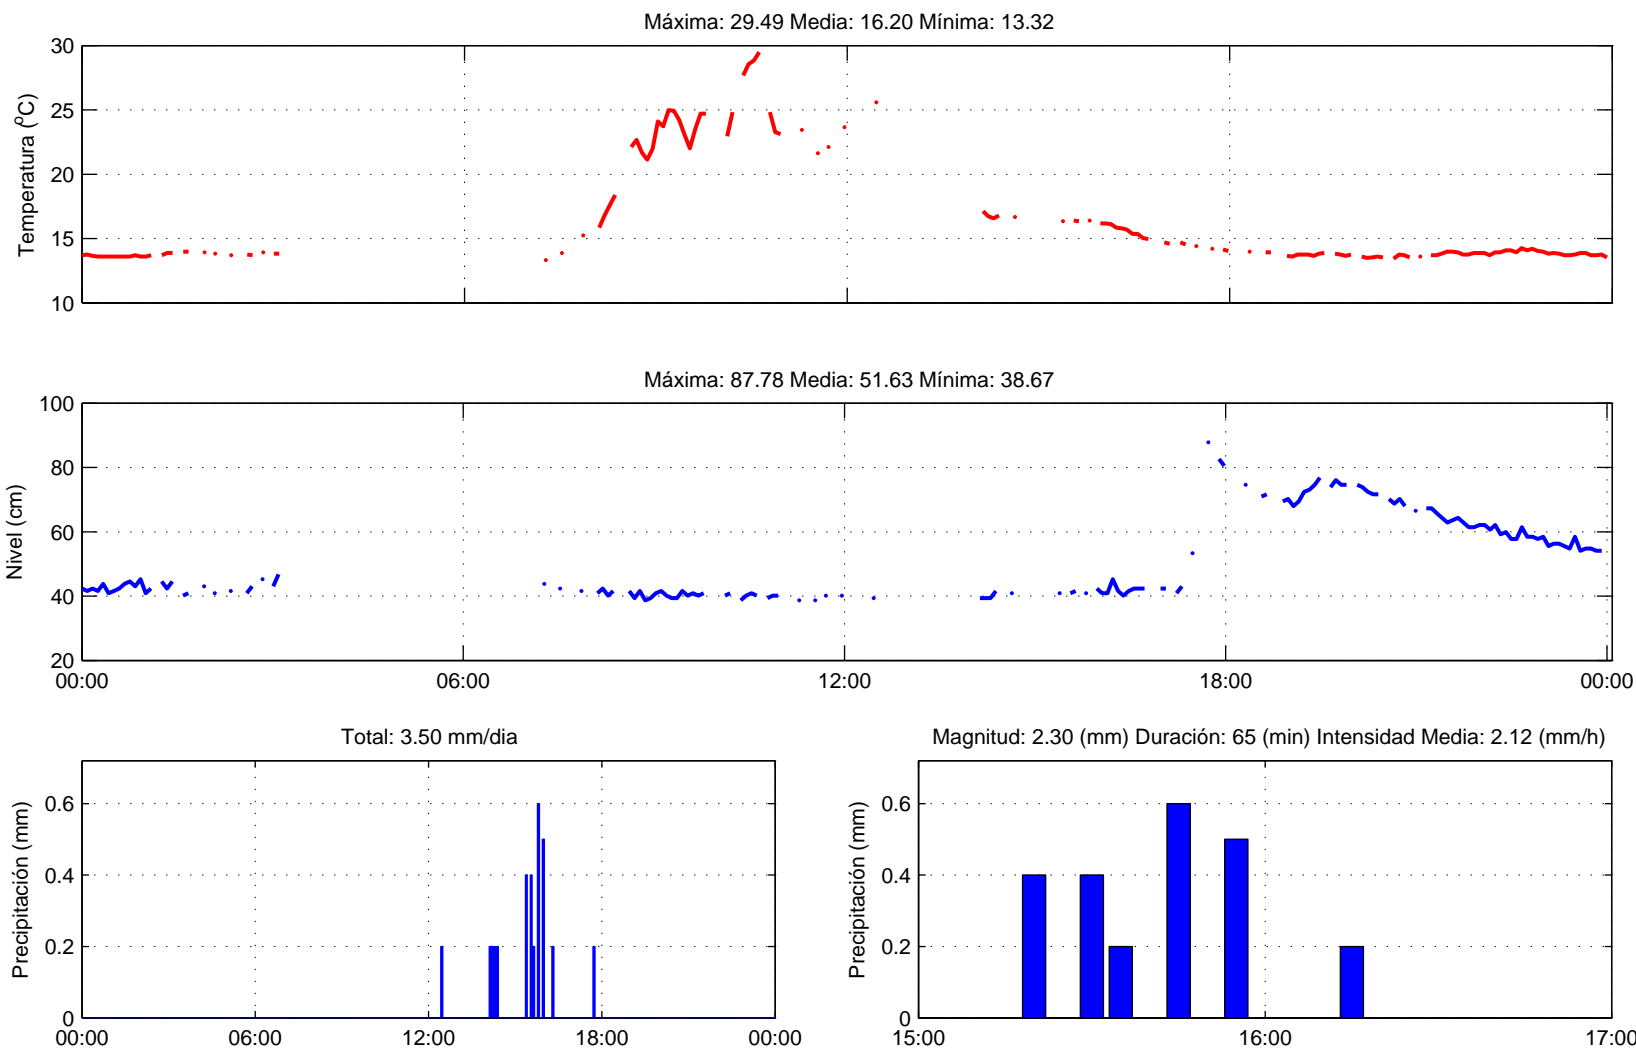 Máxima: 29.49 Media: 16.20 Mínima: 13.32
30
25
20
15
10
Temperatura (ºC)
Máxima: 87.78 Media: 51.63 Mínima: 38.67
100
80
60
40
20
Nivel (cm)
00:00 06:00 12:00 18:00 00:00
Total: 3.50 mm/dia
0.6
0.4
0.2
0
Precipitación (mm)
00:00 06:00 12:00 18:00 00:00
Magnitud: 2.30 (mm) Duración: 65 (min) Intensidad Media: 2.12 (mm/h)
0.6
0.4
0.2
0
Precipitación (mm)
15:00 16:00 17:00